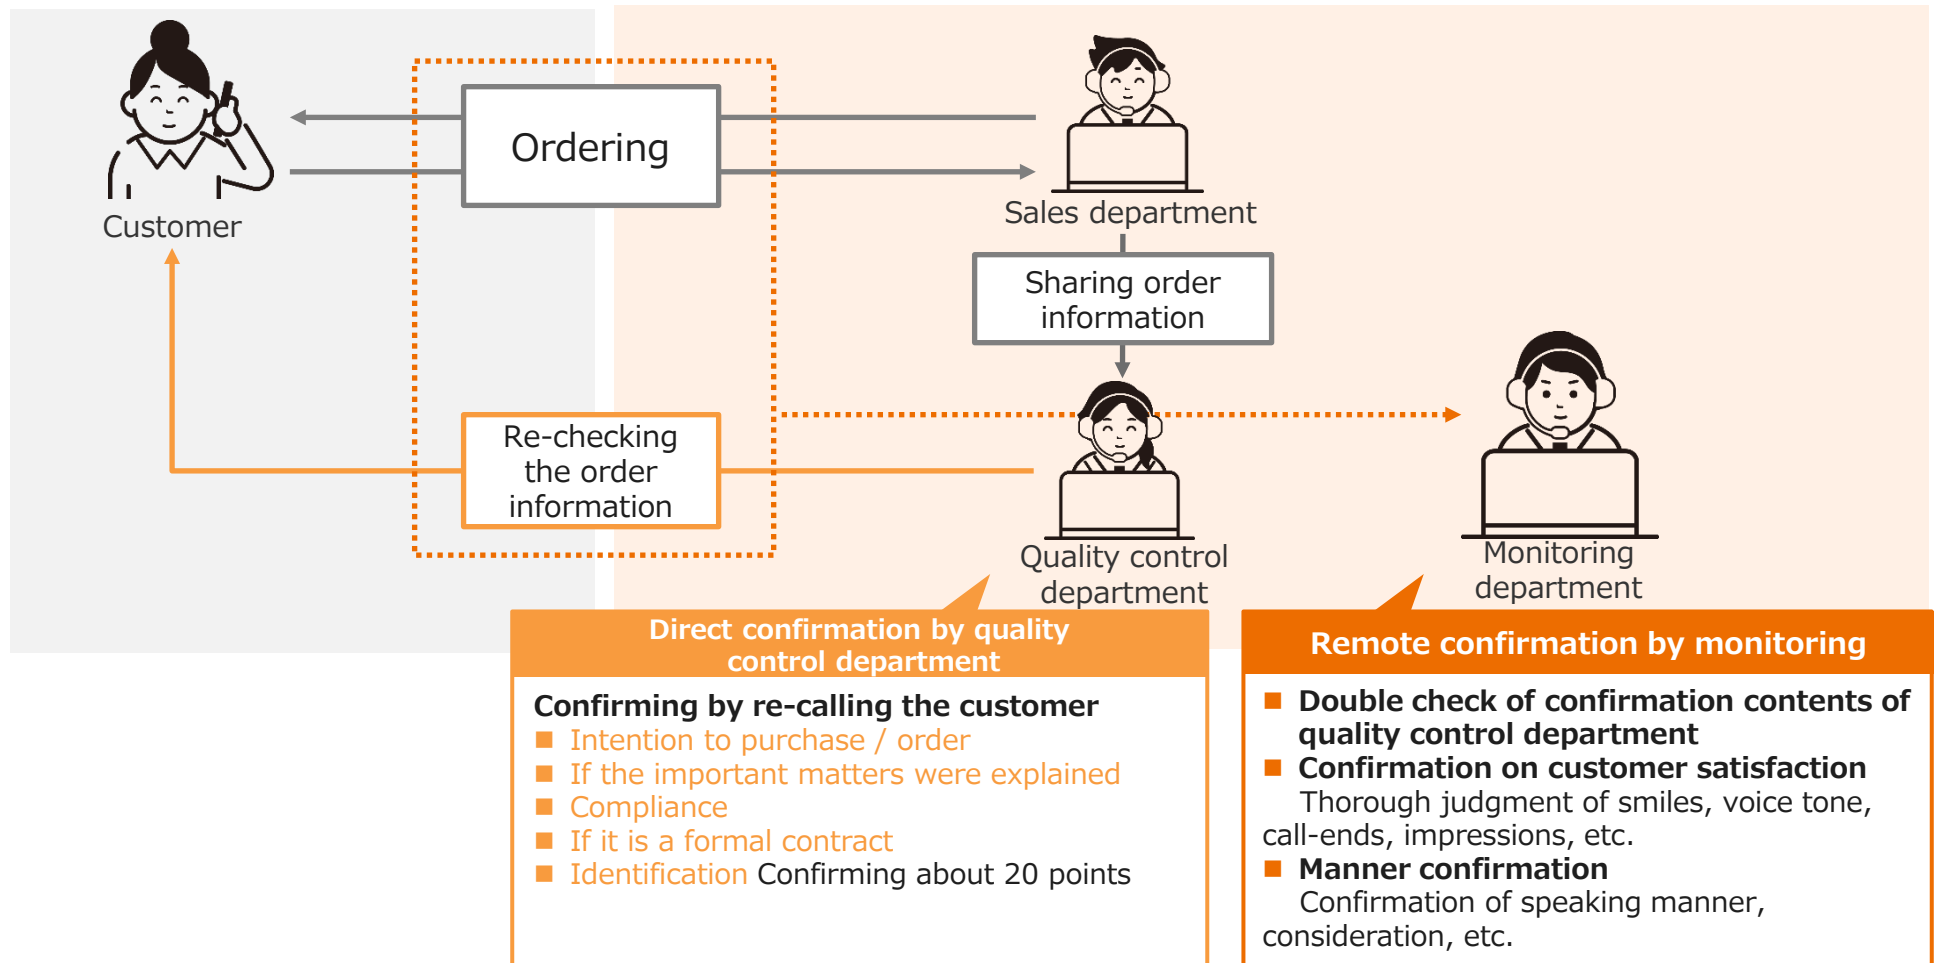 Ordering
Customer
Sales department
Sharing order
information
Re-checking
the order
information
Quality control
department
Monitoring
department
Direct confirmation by quality
control department
Confirming by re-calling the customer
■ Intention to purchase / order
■ If the important matters were explained
■ Compliance
■ If it is a formal contract
■ Identification Confirming about 20 points
Remote confirmation by monitoring
■ Double check of confirmation contents of
quality control department
■ Confirmation on customer satisfaction
Thorough judgment of smiles, voice tone,
call-ends, impressions, etc.
■ Manner confirmation
Confirmation of speaking manner,
consideration, etc.